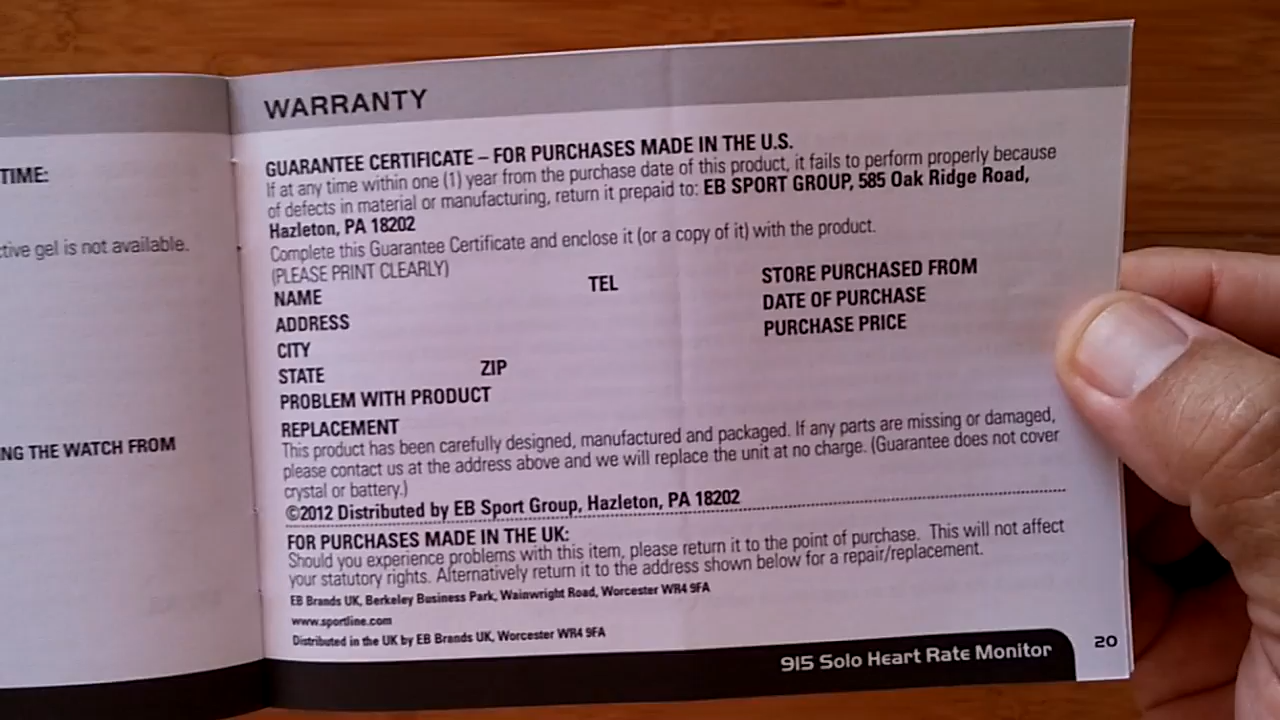 TIME:
ctive gel is not available.
NG THE WATCH FROM
WARRANTY
GUARANTEE CERTIFICATE – FOR PURCHASES MADE IN THE U.S.
If at any time within one (1) year from the purchase date of this product, it fails to perform properly because
of defects in material or manufacturing, return it prepaid to: EB SPORT GROUP, 585 Oak Ridge Road,
Hazleton, PA 18202
Complete this Guarantee Certificate and enclose it (or a copy of it) with the product.
(PLEASE PRINT CLEARLY)
NAME TEL STORE PURCHASED FROM
ADDRESS DATE OF PURCHASE
CITY PURCHASE PRICE
STATE ZIP
PROBLEM WITH PRODUCT
REPLACEMENT
This product has been carefully designed, manufactured and packaged. If any parts are missing or damaged,
please contact us at the address above and we will replace the unit at no charge. (Guarantee does not cover
crystal or battery.)
©2012 Distributed by EB Sport Group, Hazleton, PA 18202
FOR PURCHASES MADE IN THE UK:
Should you experience problems with this item, please return it to the point of purchase. This will not affect
your statutory rights. Alternatively return it to the address shown below for a repair/replacement.
EB Brands UK, Berkeley Business Park, Wainwright Road, Worcester WR4 9FA
www.sportline.com
Distributed in the UK by EB Brands UK, Worcester WR4 9FA
915 Solo Heart Rate Monitor 20